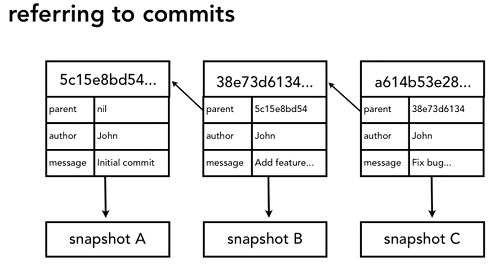 referring to commits
5c15e8bd54...
parent nil
author John
message Initial commit
snapshot A
38e73d6134...
parent 5c15e8bd54
author John
message Add feature...
snapshot B
a614b53e28...
parent 38e73d6134
author John
message Fix bug...
snapshot C